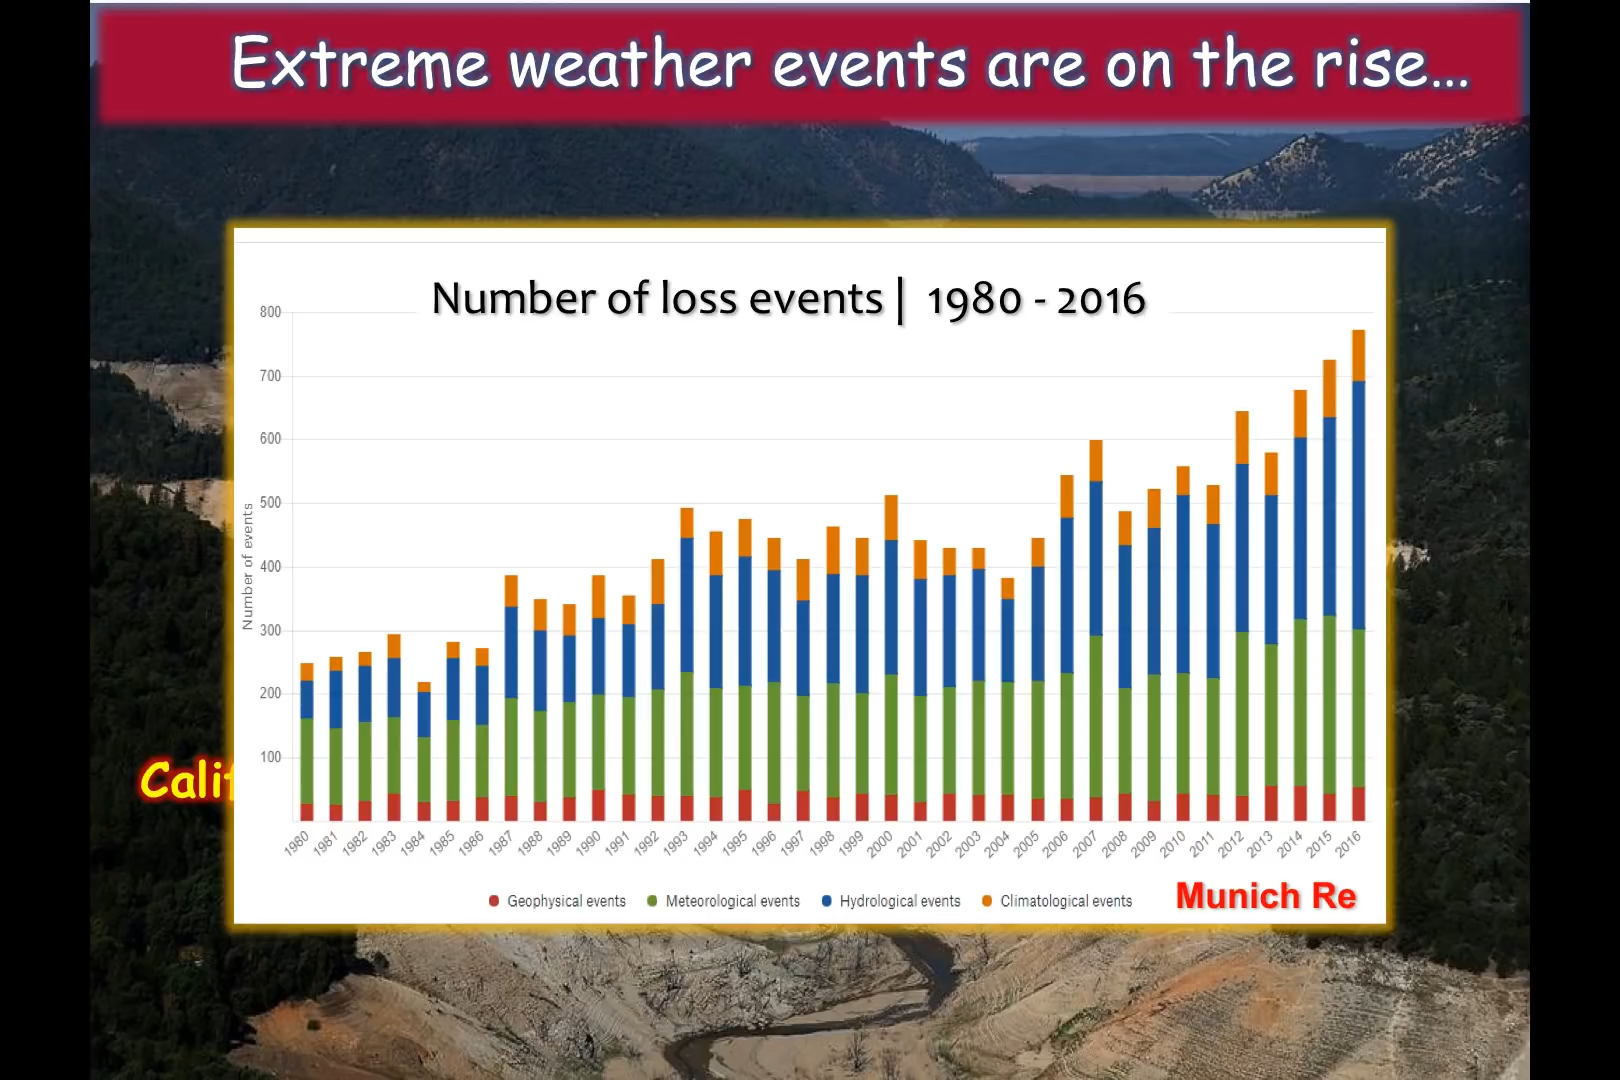 Extreme weather events are on the rise...
Number of loss events | 1980 - 2016
800
700
600
500
400
300
200
100
Number of events
Calif
1980 1981 1982 1983 1984 1985 1986 1987 1988 1989 1990 1991 1992 1993 1994 1995 1996 1997 1998 1999 2000 2001 2002 2003 2004 2005 2006 2007 2008 2009 2010 2011 2012 2013 2014 2015 2016
Geophysical events Meteorological events Hydrological events Climatological events Munich Re